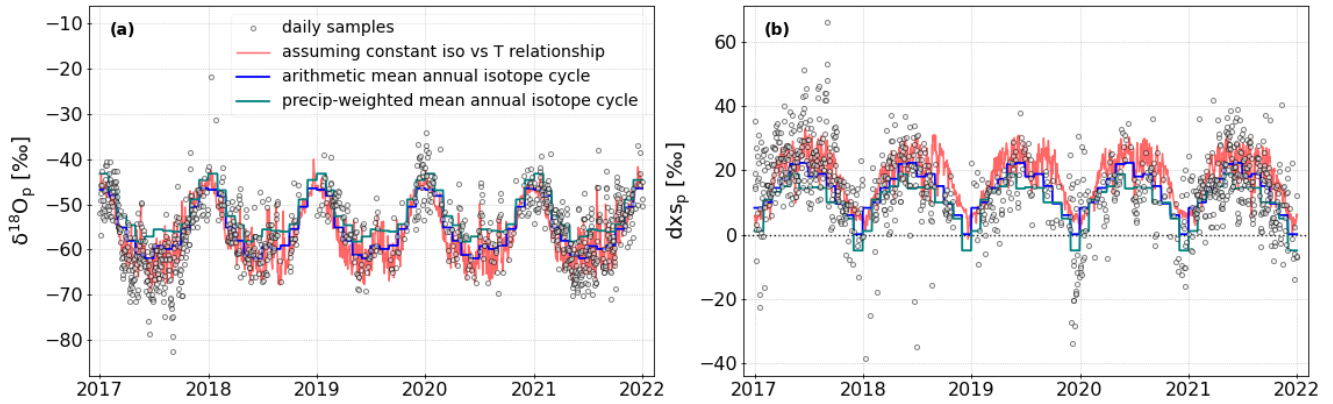 (a)
daily samples
assuming constant iso vs T relationship
arithmetic mean annual isotope cycle
precip-weighted mean annual isotope cycle
δ¹⁸Oₚ [‰]
−10
−20
−30
−40
−50
−60
−70
−80
2017 2018 2019 2020 2021 2022
(b)
dxsₚ [‰]
60
40
20
0
−20
−40
2017 2018 2019 2020 2021 2022